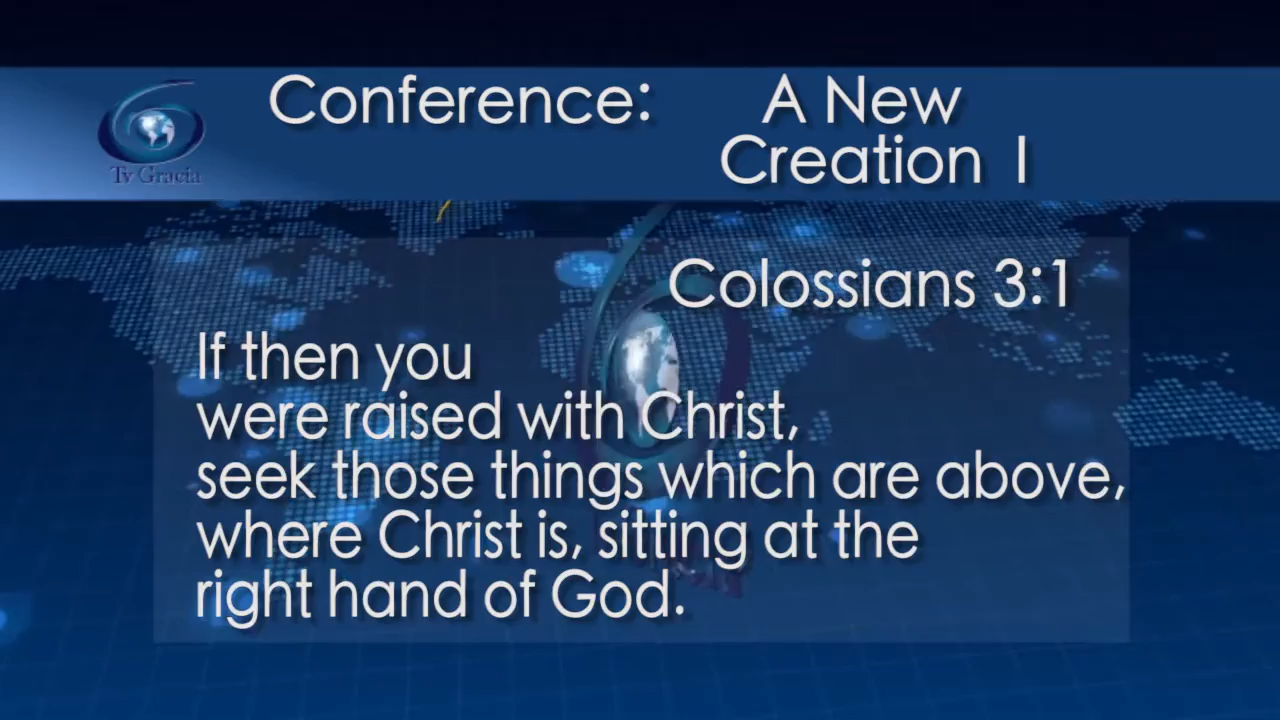 Conference:
A New
Creation I
Tv Gracia
Colossians 3:1
If then you
were raised with Christ,
seek those things which are above,
where Christ is, sitting at the
right hand of God.